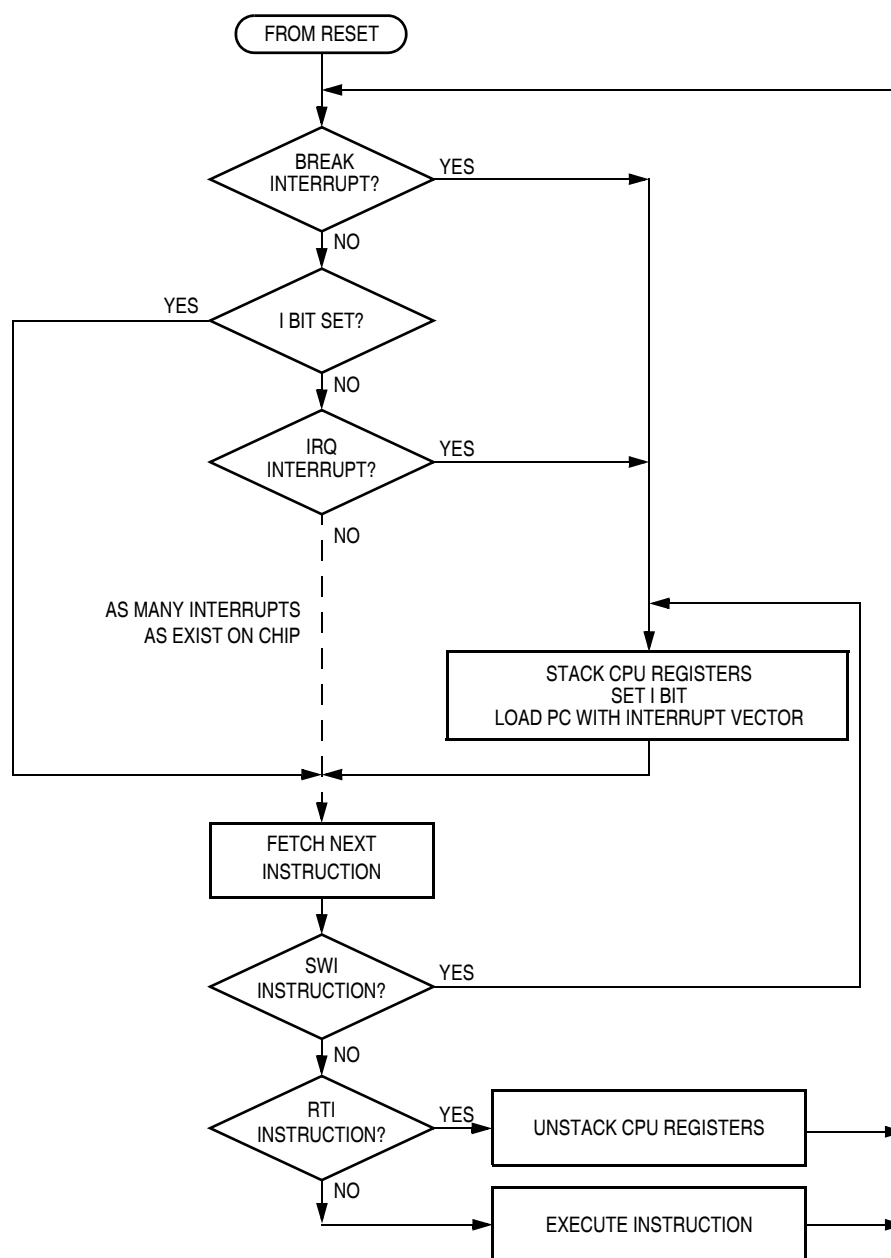 FROM RESET
BREAK
INTERRUPT?
YES
NO
YES
I BIT SET?
NO
IRQ
INTERRUPT?
YES
NO
AS MANY INTERRUPTS
AS EXIST ON CHIP
STACK CPU REGISTERS
SET I BIT
LOAD PC WITH INTERRUPT VECTOR
FETCH NEXT
INSTRUCTION
SWI
INSTRUCTION?
YES
NO
RTI
INSTRUCTION?
YES
UNSTACK CPU REGISTERS
NO
EXECUTE INSTRUCTION